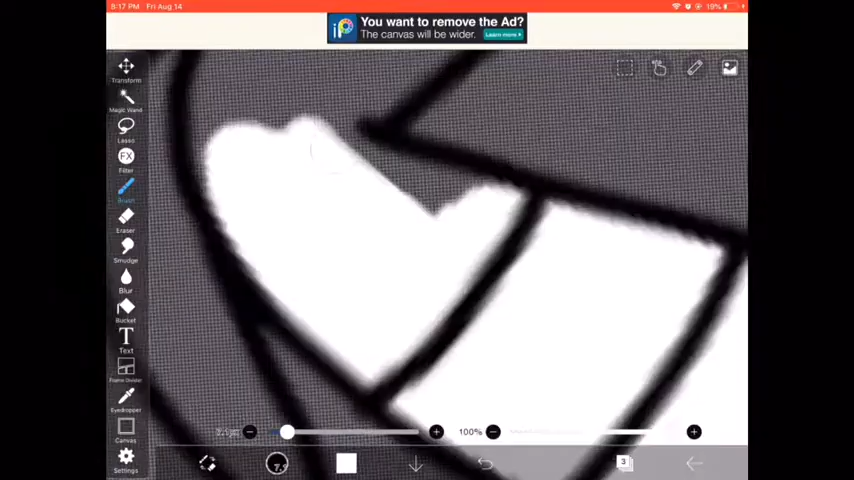 8:17 PM Fri Aug 14
19%
You want to remove the Ad?
The canvas will be wider.
Learn more
Transform
Magic Wand
Lasso
FX
Filter
Brush
Eraser
Smudge
Blur
Bucket
T
Text
Frame Divider
Eyedropper
Canvas
Settings
100%
3